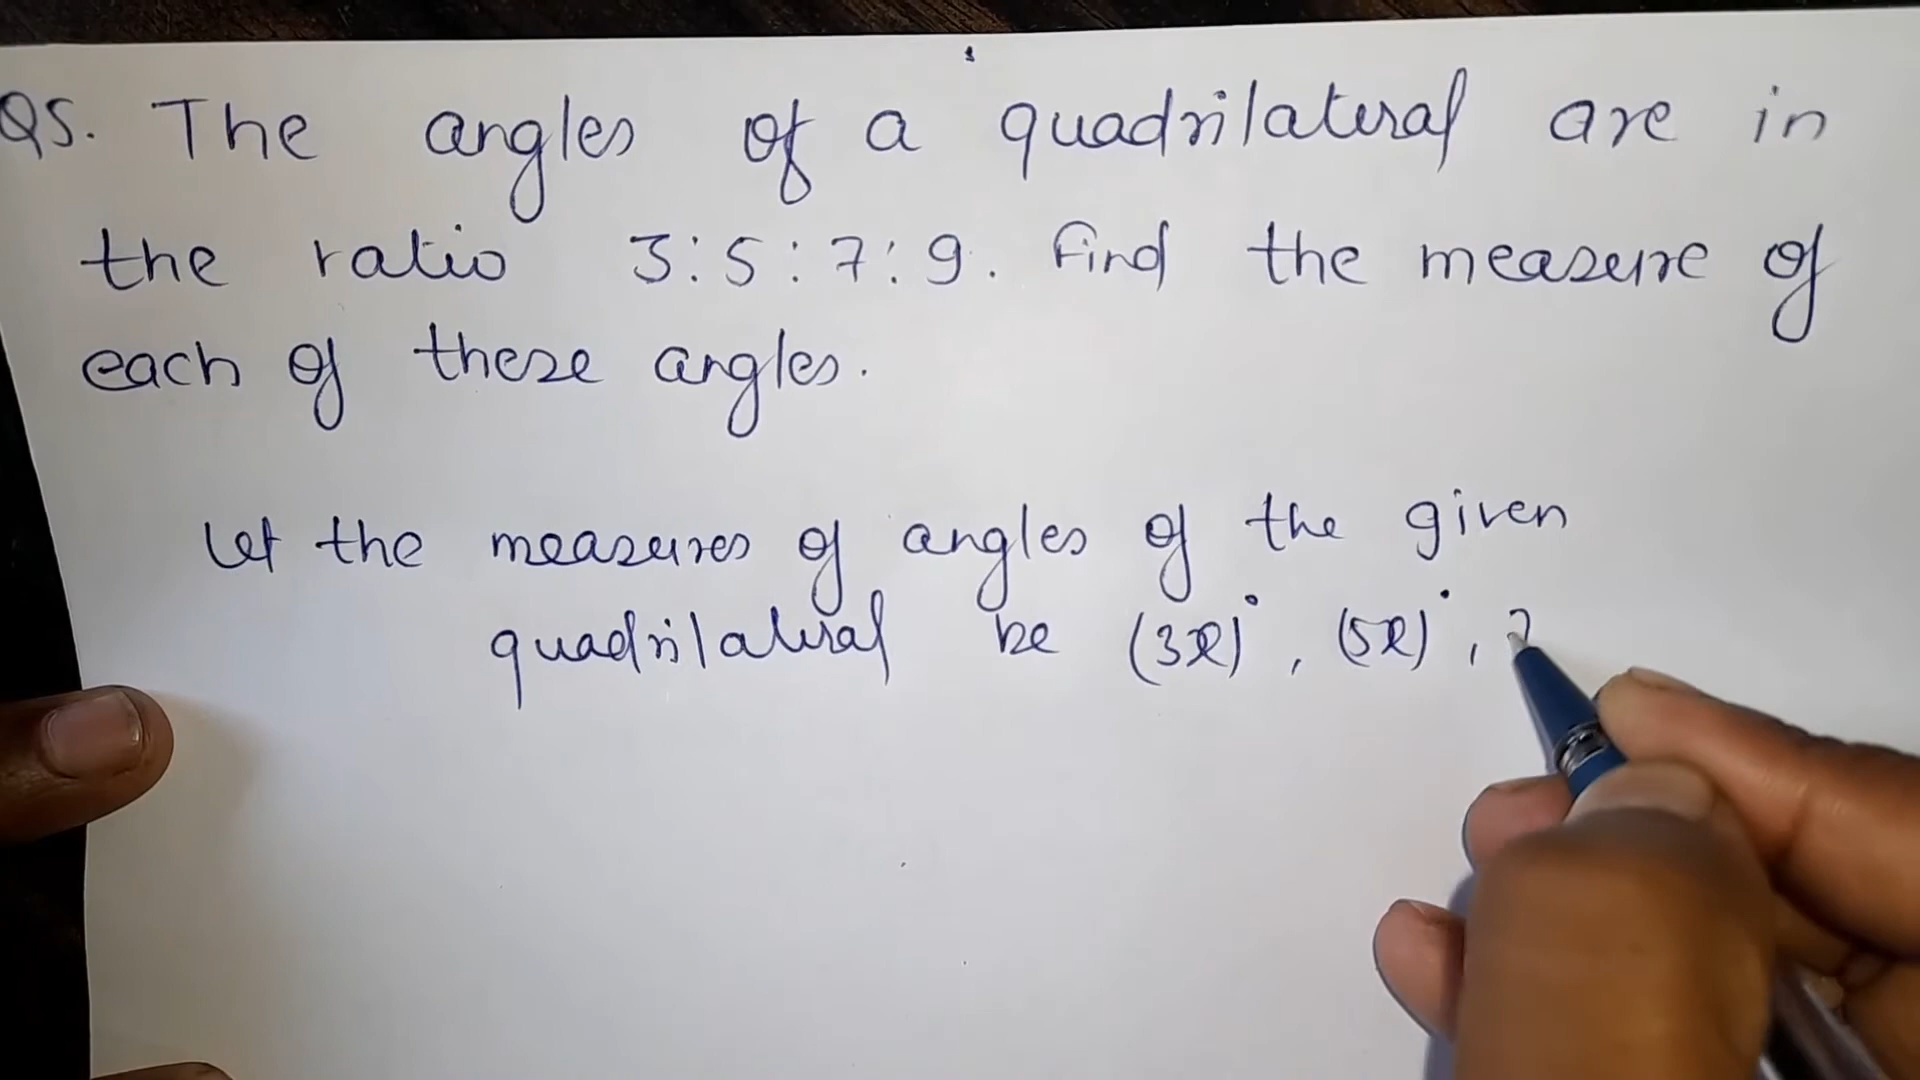 Q5. The angles of a quadrilateral are in
the ratio 3:5:7:9. Find the measure of
each of these angles.
Let the measures of angles of the given
quadrilateral be (3x)°, (5x)°,